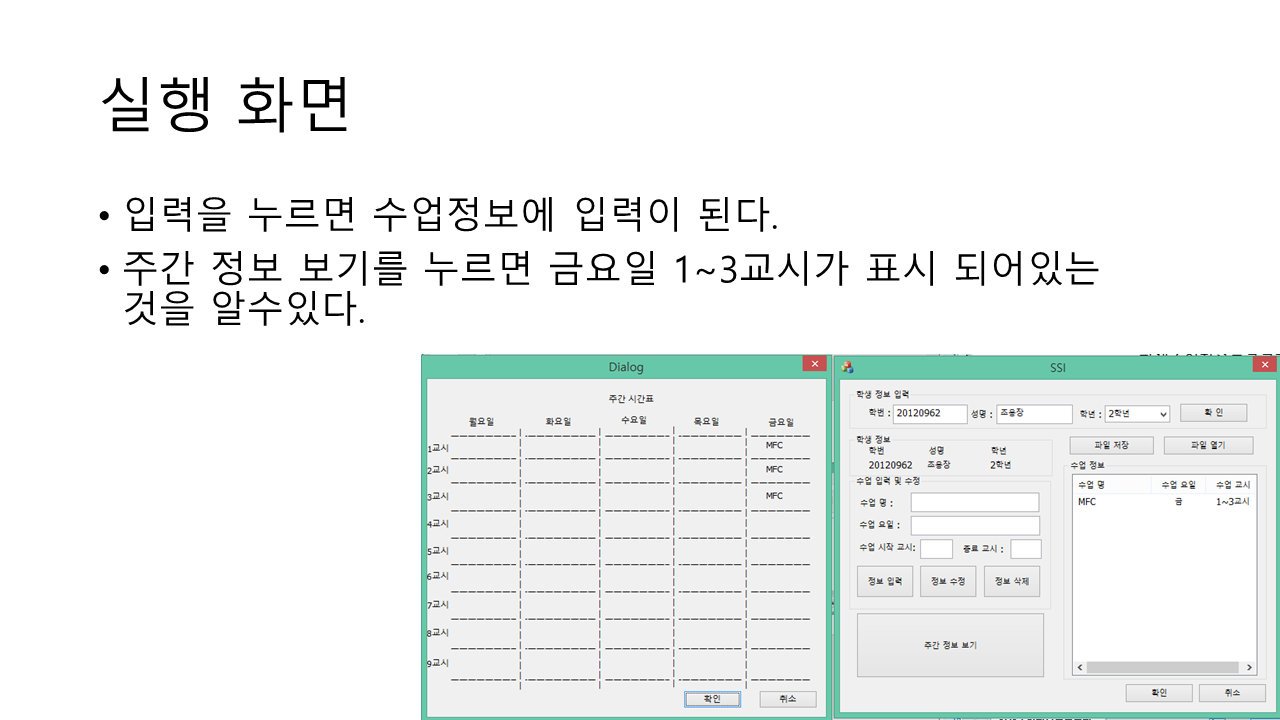 실행 화면
• 입력을 누르면 수업정보에 입력이 된다.
• 주간 정보 보기를 누르면 금요일 1~3교시가 표시 되어있는
것을 알수있다.
Dialog
주간 시간표
월요일 화요일 수요일 목요일 금요일
1교시 MFC
2교시 MFC
3교시 MFC
4교시
5교시
6교시
7교시
8교시
9교시
확인 취소
SSI
학생 정보 입력
학번 : 20120962 성명 : 조용장 학년 : 2학년 확 인
학생 정보
학번 성명 학년
20120962 조용장 2학년
파일 저장 파일 열기
수업 입력 및 수정
수업 명 :
수업 요일 :
수업 시작 교시: 종료 교시 :
정보 입력 정보 수정 정보 삭제
주간 정보 보기
수업 정보
수업 명 수업 요일 수업 교시
MFC 금 1~3교시
확인 취소